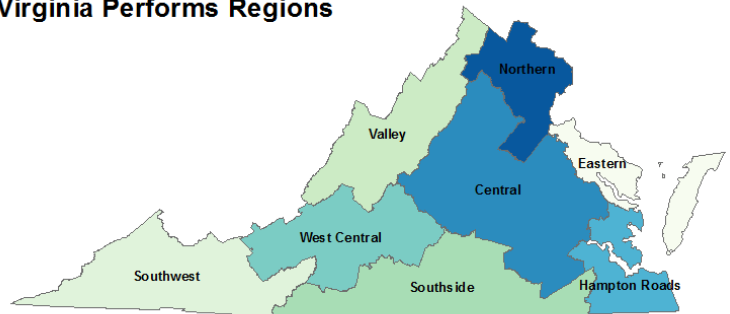 Virginia Performs Regions
Northern
Valley
Eastern
Central
West Central
Southwest
Southside
Hampton Roads